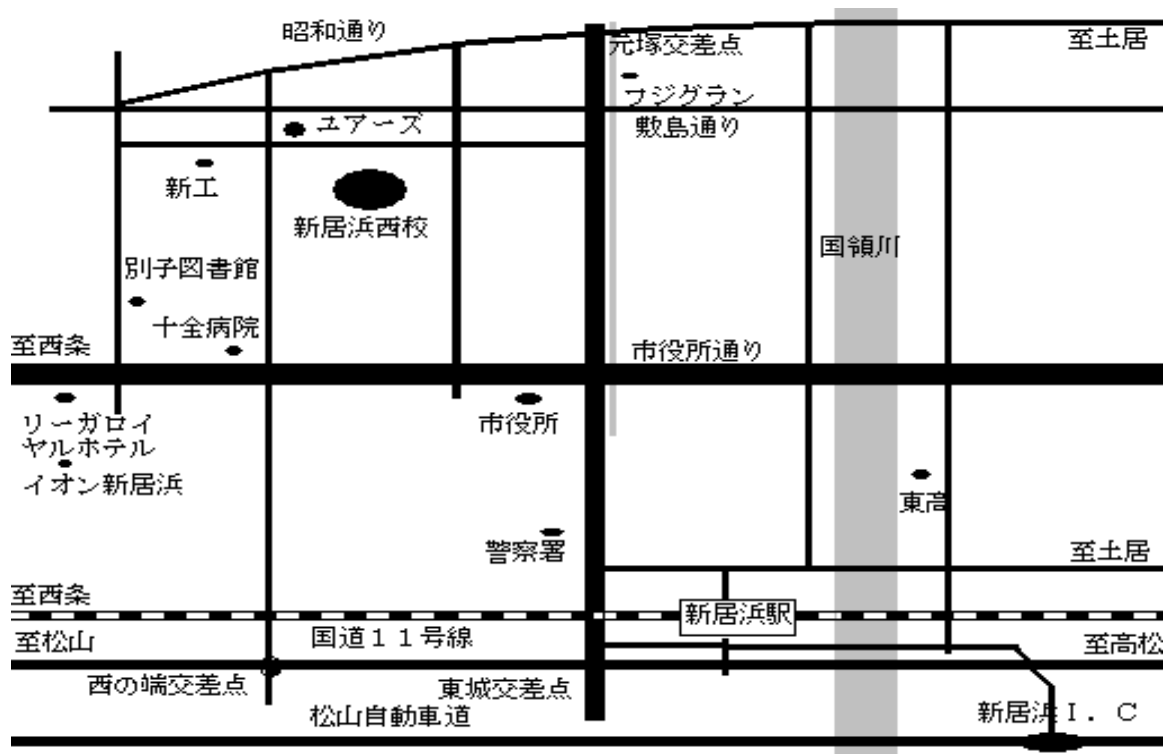 昭和通り
元塚交差点
至土居
フジグラン
ユアーズ
敷島通り
新工
新居浜西校
国領川
別子図書館
十全病院
至西条
市役所通り
リーガロイ
ヤルホテル
市役所
イオン新居浜
東高
警察署
至土居
至西条
新居浜駅
至松山
国道11号線
至高松
西の端交差点
東城交差点
松山自動車道
新居浜I.C